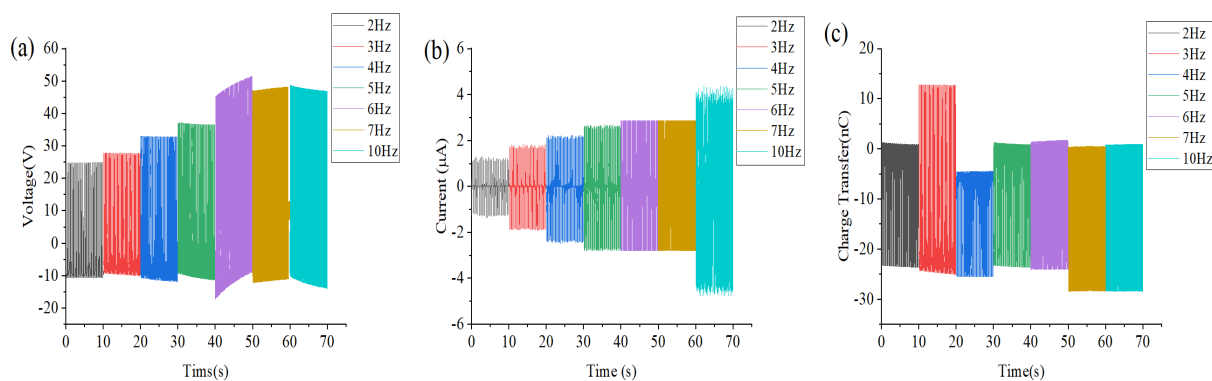 (a)
60
50
40
30
20
10
0
-10
-20
Voltage(V)
0 10 20 30 40 50 60 70
Tims(s)
2Hz
3Hz
4Hz
5Hz
6Hz
7Hz
10Hz
(b)
6
4
2
0
-2
-4
-6
Current (μA)
0 10 20 30 40 50 60 70
Time (s)
2Hz
3Hz
4Hz
5Hz
6Hz
7Hz
10Hz
(c)
20
10
0
-10
-20
-30
Charge Transfer(nC)
0 10 20 30 40 50 60 70
Time(s)
2Hz
3Hz
4Hz
5Hz
6Hz
7Hz
10Hz